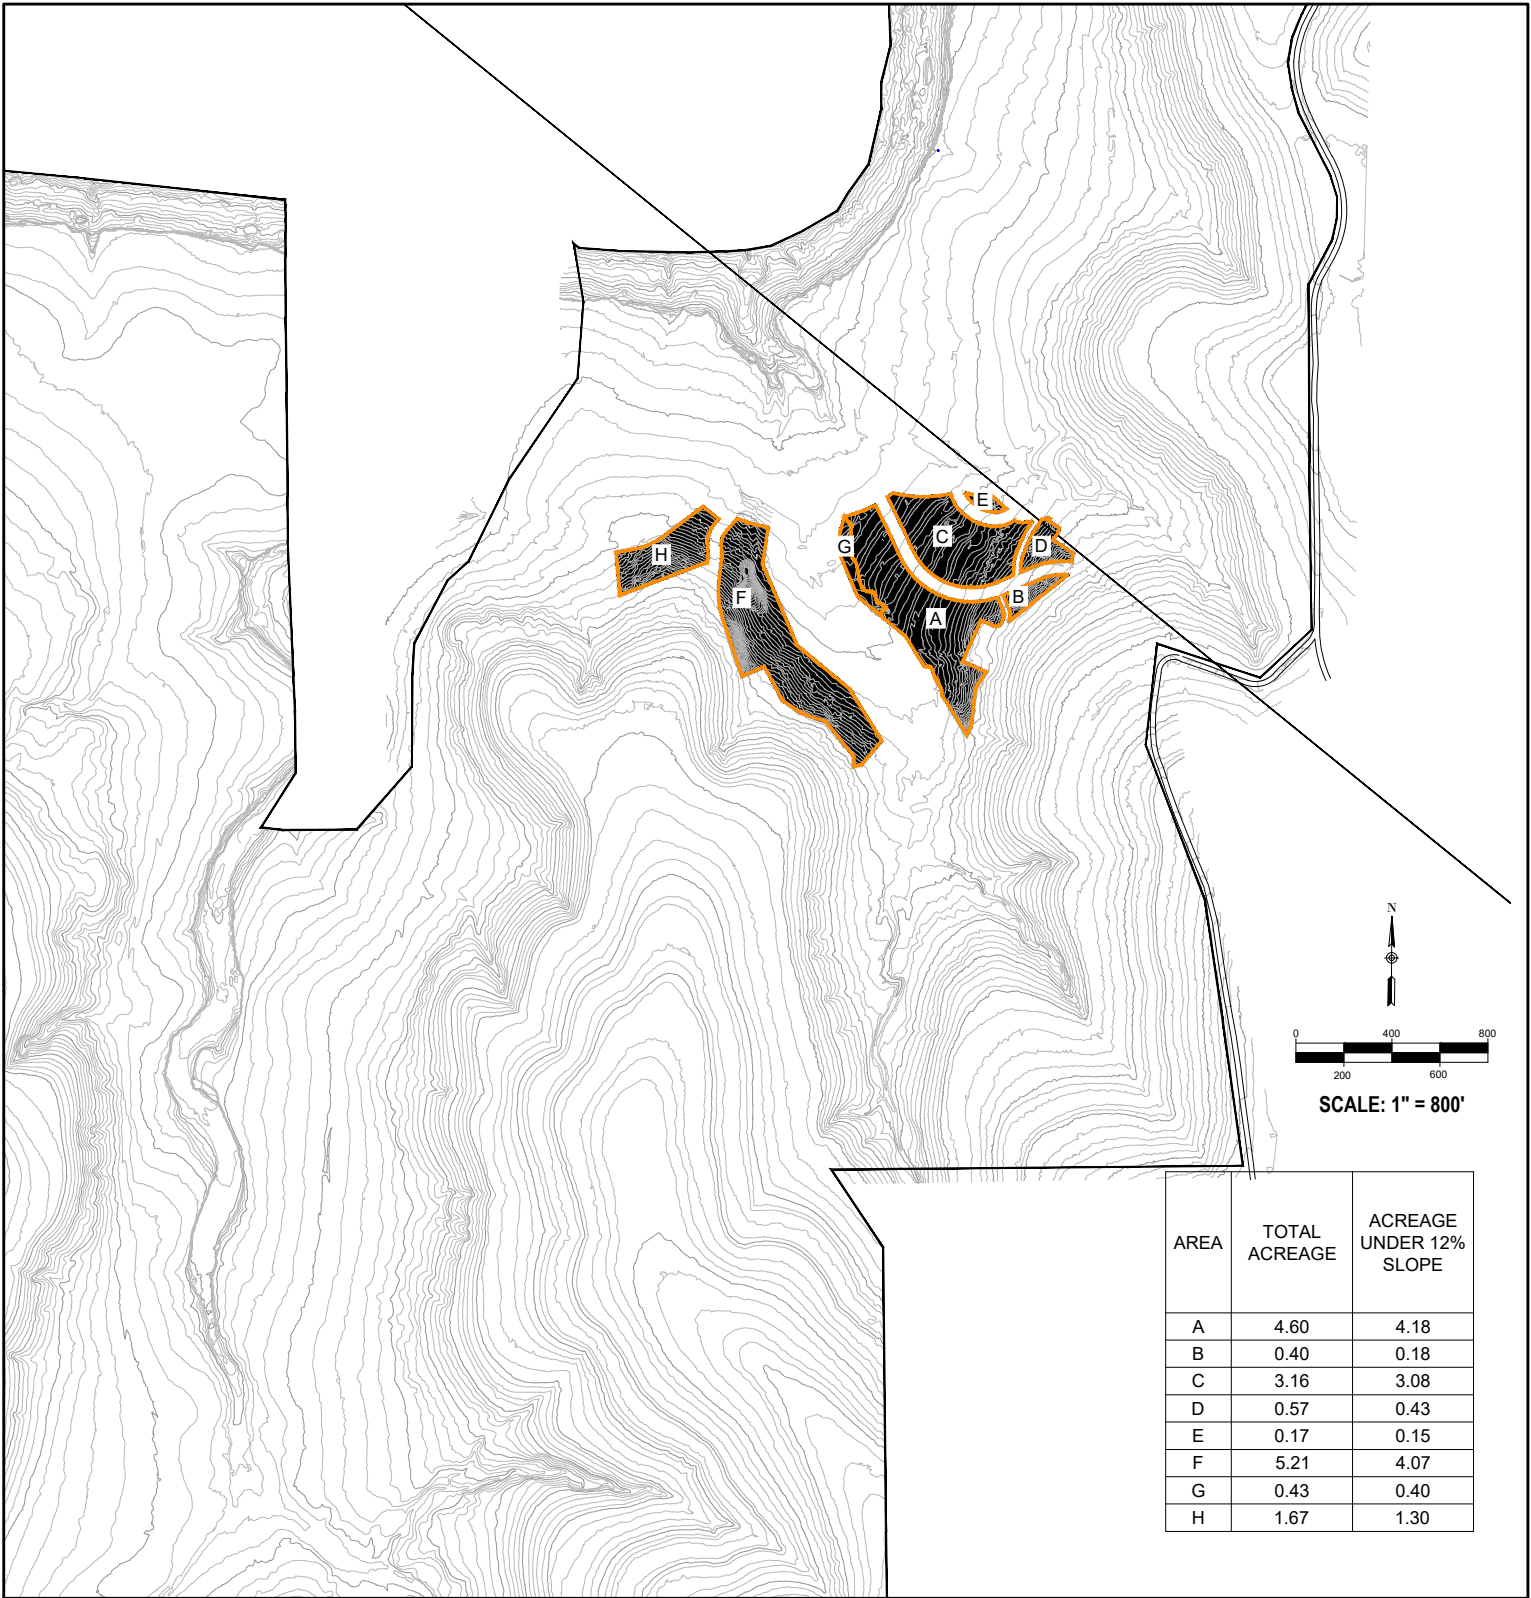 E
C
G
D
H
F
B
A
N
0 400 800
200 600
SCALE: 1" = 800'
AREA TOTAL ACREAGE ACREAGE UNDER 12% SLOPE
A 4.60 4.18
B 0.40 0.18
C 3.16 3.08
D 0.57 0.43
E 0.17 0.15
F 5.21 4.07
G 0.43 0.40
H 1.67 1.30